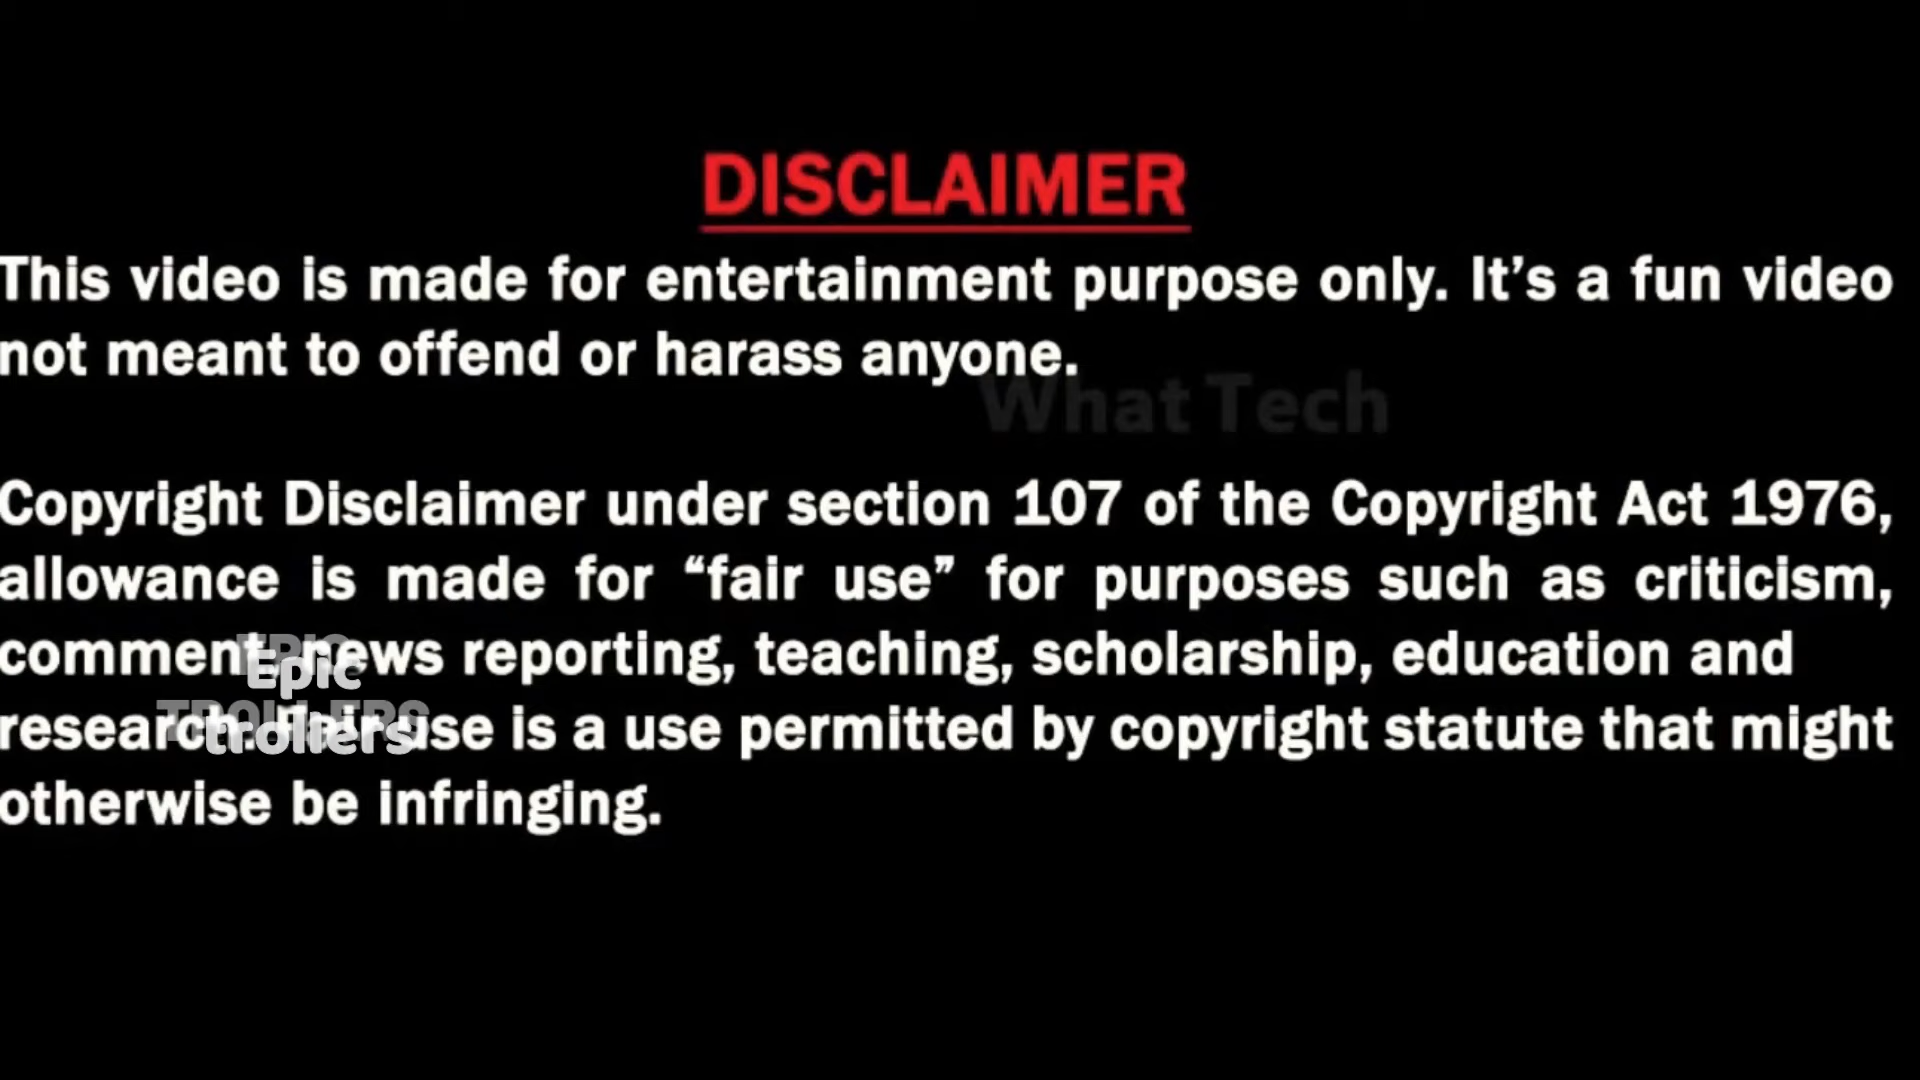 DISCLAIMER
This video is made for entertainment purpose only. It’s a fun video
not meant to offend or harass anyone.
What Tech
Copyright Disclaimer under section 107 of the Copyright Act 1976,
allowance is made for “fair use” for purposes such as criticism,
comment, news reporting, teaching, scholarship, education and
research. Fair use is a use permitted by copyright statute that might
otherwise be infringing.
EPIC
TROLLERS
Epic
trollers